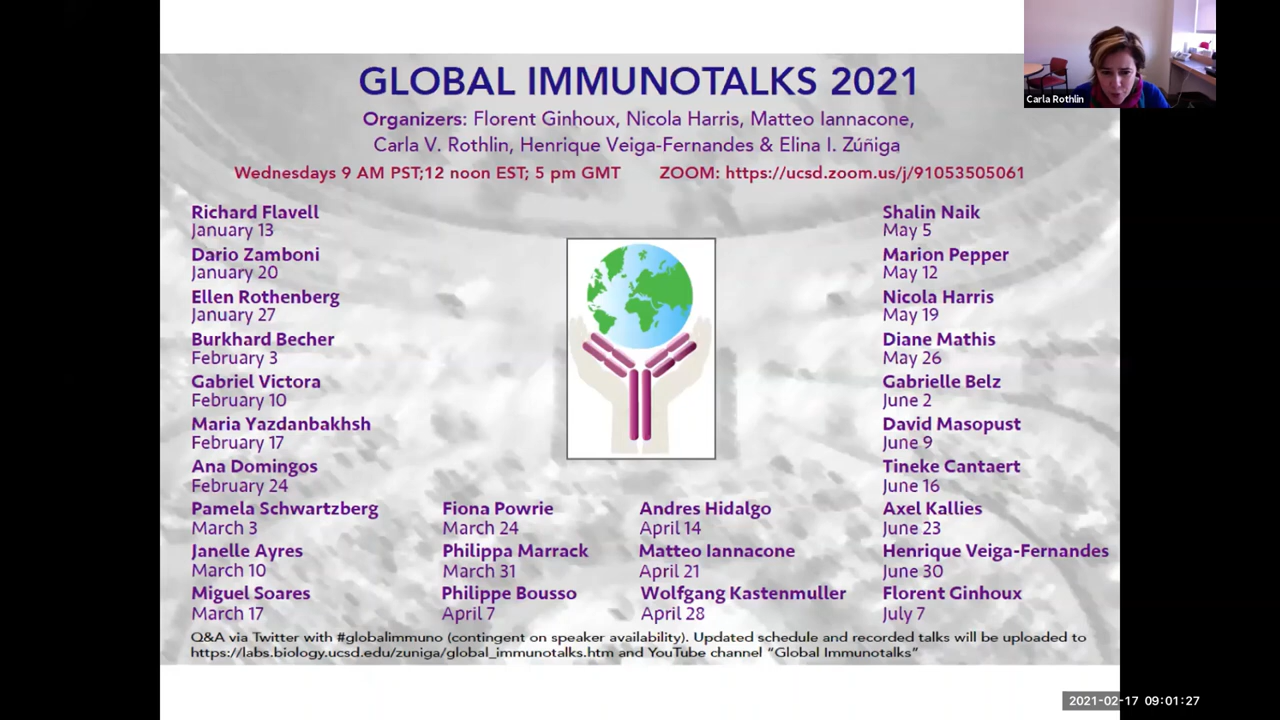 GLOBAL IMMUNOTALKS 2021
Organizers: Florent Ginhoux, Nicola Harris, Matteo Iannacone,
Carla V. Rothlin, Henrique Veiga-Fernandes & Elina I. Zúñiga
Wednesdays 9 AM PST;12 noon EST; 5 pm GMT ZOOM: https://ucsd.zoom.us/j/91053505061
Carla Rothlin
Richard Flavell
January 13
Dario Zamboni
January 20
Ellen Rothenberg
January 27
Burkhard Becher
February 3
Gabriel Victora
February 10
Maria Yazdanbakhsh
February 17
Ana Domingos
February 24
Pamela Schwartzberg
March 3
Janelle Ayres
March 10
Miguel Soares
March 17
Fiona Powrie
March 24
Philippa Marrack
March 31
Philippe Bousso
April 7
Andres Hidalgo
April 14
Matteo Iannacone
April 21
Wolfgang Kastenmuller
April 28
Shalin Naik
May 5
Marion Pepper
May 12
Nicola Harris
May 19
Diane Mathis
May 26
Gabrielle Belz
June 2
David Masopust
June 9
Tineke Cantaert
June 16
Axel Kallies
June 23
Henrique Veiga-Fernandes
June 30
Florent Ginhoux
July 7
Q&A via Twitter with #globalimmuno (contingent on speaker availability). Updated schedule and recorded talks will be uploaded to
https://labs.biology.ucsd.edu/zuniga/global_immunotalks.htm and YouTube channel "Global Immunotalks"
2021-02-17 09:01:27